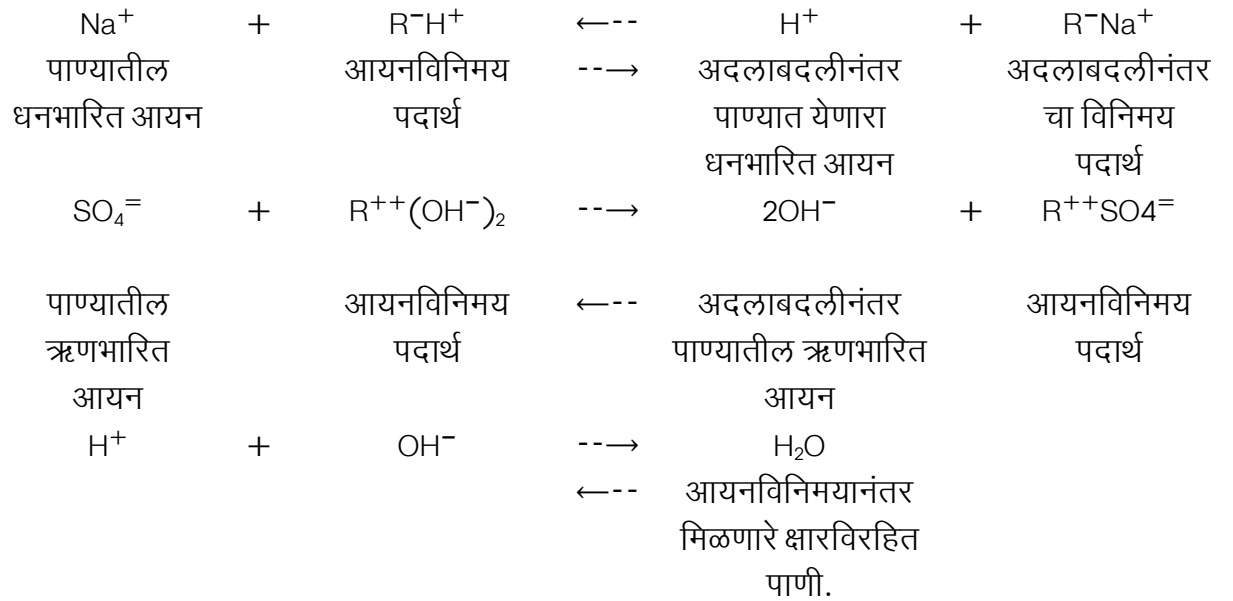 Na⁺ + R⁻H⁺ ←-- H⁺ + R⁻Na⁺
पाण्यातील आयनविनिमय --→ अदलाबदलीनंतर अदलाबदलीनंतर
धनभारित आयन पदार्थ पाण्यात येणारा चा विनिमय
धनभारित आयन पदार्थ
SO₄⁼ + R⁺⁺(OH⁻)₂ --→ 2OH⁻ + R⁺⁺SO4⁼
पाण्यातील आयनविनिमय ←-- अदलाबदलीनंतर आयनविनिमय
ऋणभारित पदार्थ पाण्यातील ऋणभारित पदार्थ
आयन आयन
H⁺ + OH⁻ --→ H₂O
←-- आयनविनिमयानंतर
मिळणारे क्षारविरहित
पाणी.